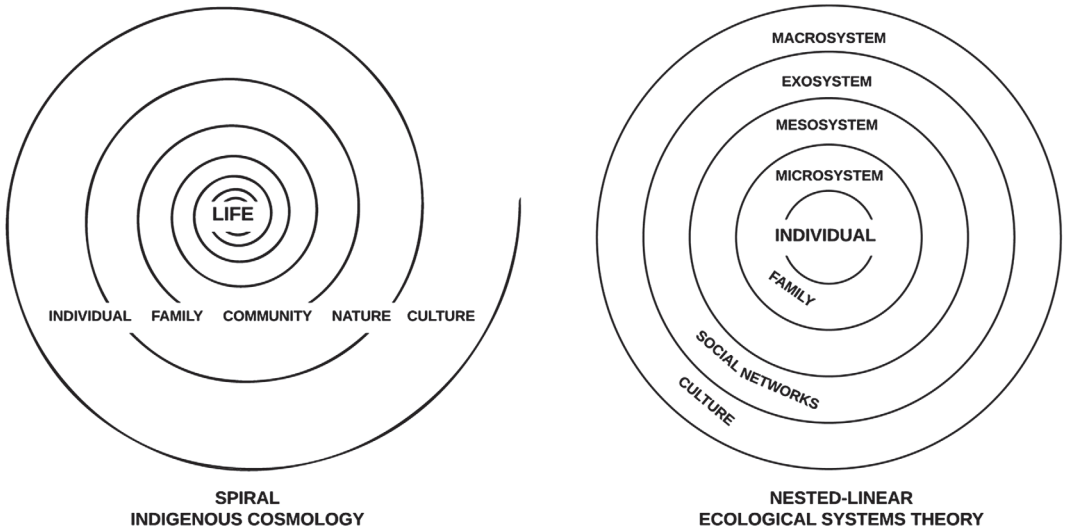 LIFE
INDIVIDUAL FAMILY COMMUNITY NATURE CULTURE
SPIRAL
INDIGENOUS COSMOLOGY
MACROSYSTEM
EXOSYSTEM
MESOSYSTEM
MICROSYSTEM
INDIVIDUAL
FAMILY
SOCIAL NETWORKS
CULTURE
NESTED-LINEAR
ECOLOGICAL SYSTEMS THEORY